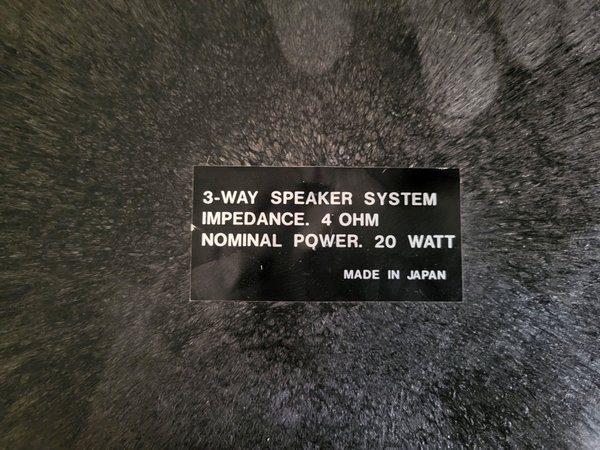 3-WAY SPEAKER SYSTEM
IMPEDANCE. 4 OHM
NOMINAL POWER. 20 WATT
MADE IN JAPAN